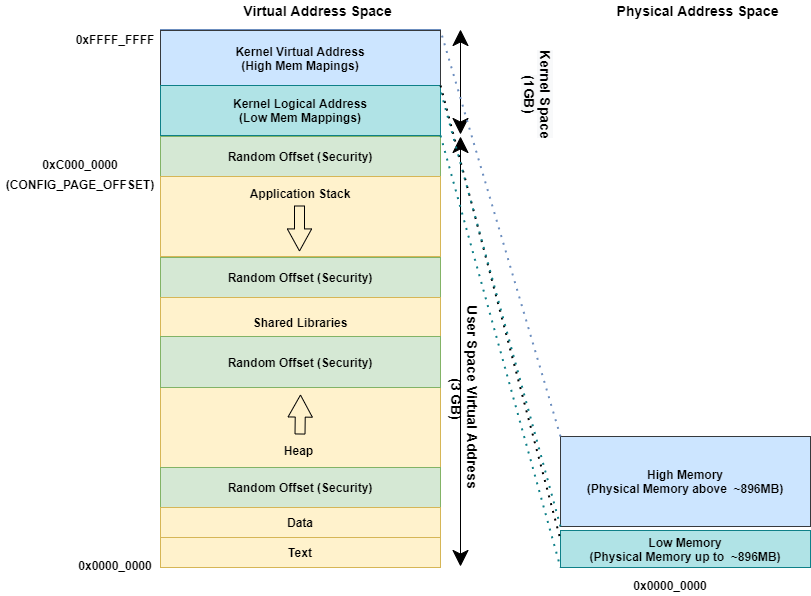 Virtual Address Space
Physical Address Space
0xFFFF_FFFF
Kernel Virtual Address
(High Mem Mapings)
Kernel Logical Address
(Low Mem Mappings)
Kernel Space
(1GB)
Random Offset (Security)
0xC000_0000
(CONFIG_PAGE_OFFSET)
Application Stack
Random Offset (Security)
Shared Libraries
Random Offset (Security)
User Space Virtual Address
(3 GB)
Heap
Random Offset (Security)
Data
Text
0x0000_0000
High Memory
(Physical Memory above ~896MB)
Low Memory
(Physical Memory up to ~896MB)
0x0000_0000